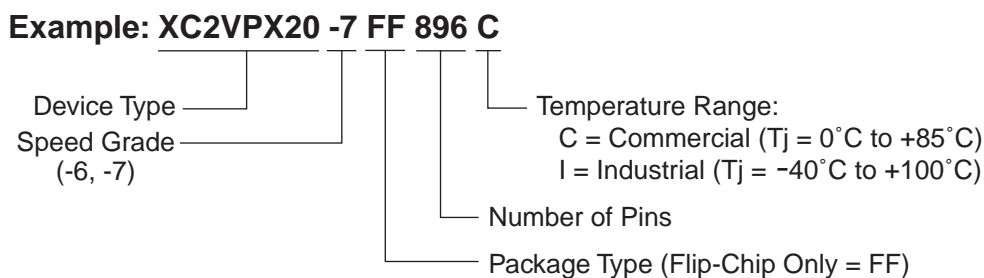 Example: XC2VPX20 -7 FF 896 C
Device Type
Speed Grade
(-6, -7)
Temperature Range:
C = Commercial (Tj = 0˚C to +85˚C)
I = Industrial (Tj = −40˚C to +100˚C)
Number of Pins
Package Type (Flip-Chip Only = FF)